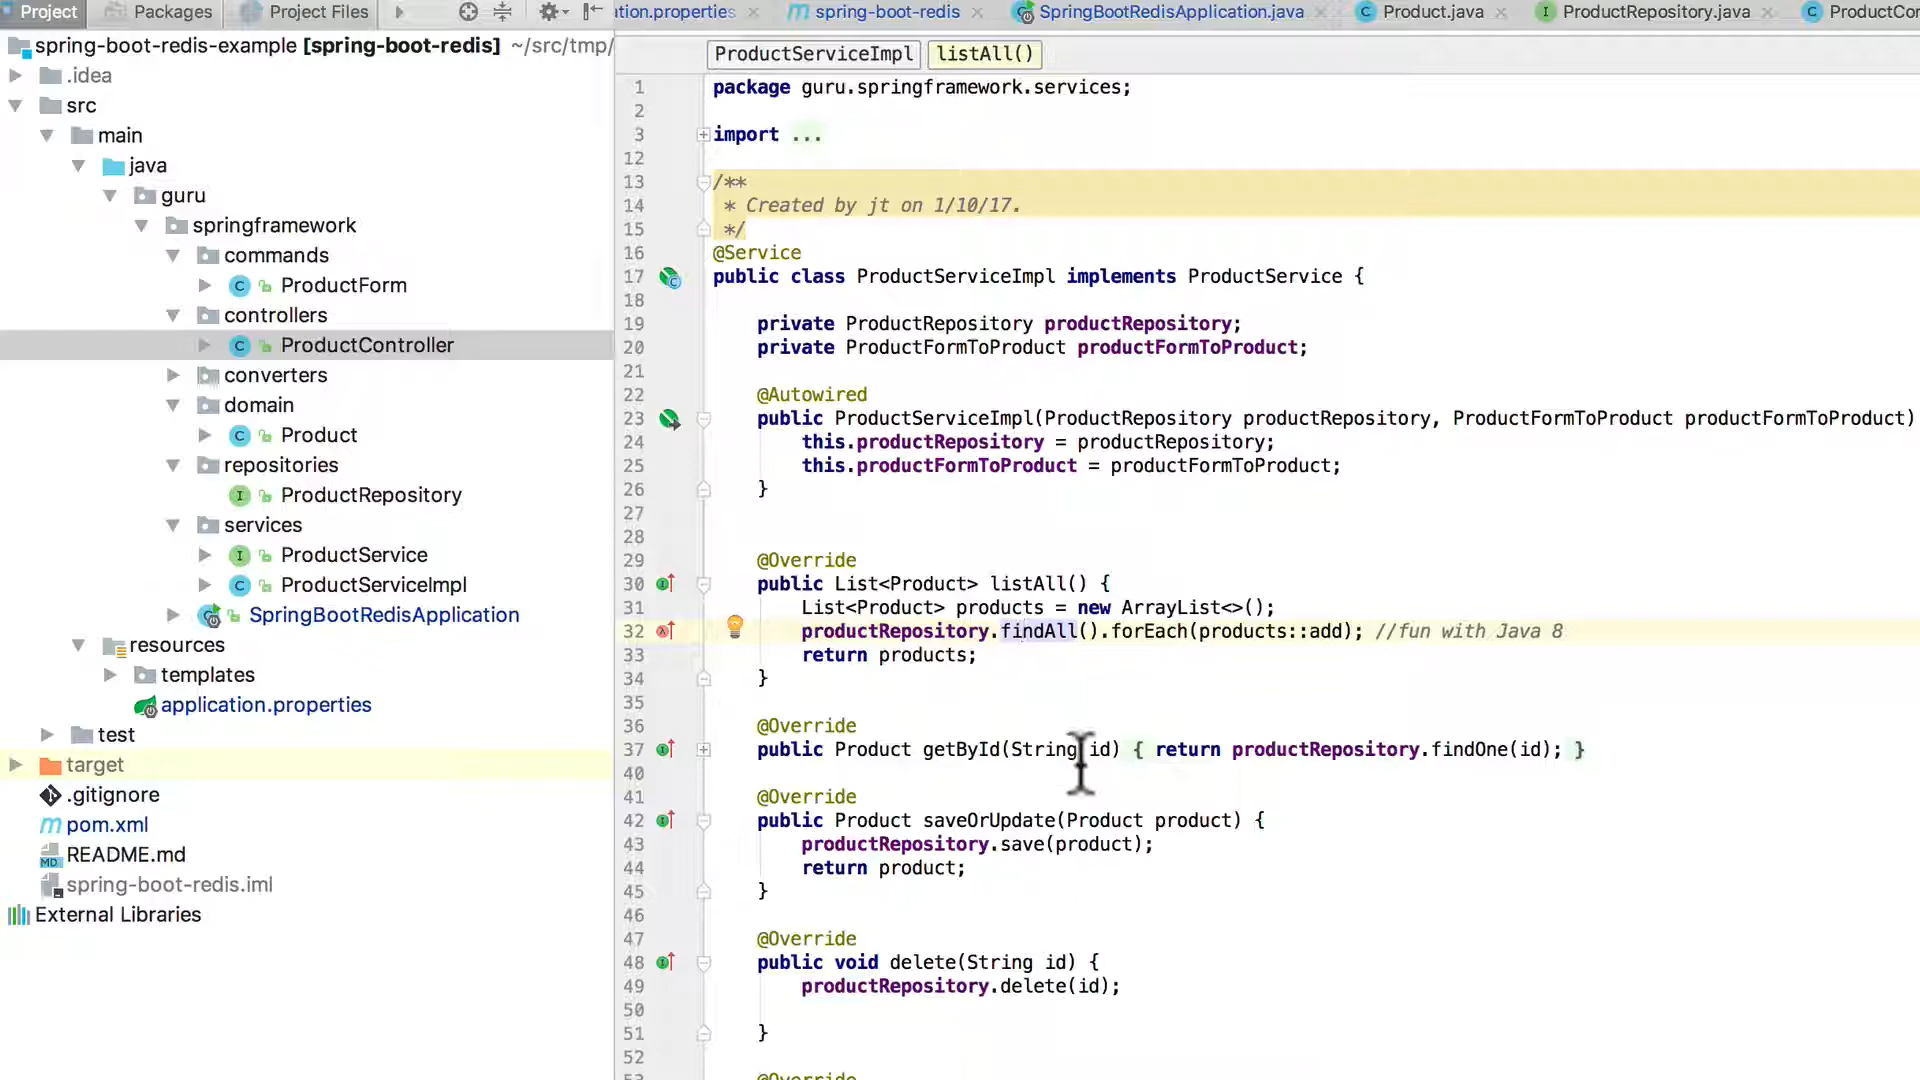 Project Packages Project Files
spring-boot-redis-example [spring-boot-redis] ~/src/tmp/
.idea
src
main
java
guru
springframework
commands
ProductForm
controllers
ProductController
converters
domain
Product
repositories
ProductRepository
services
ProductService
ProductServiceImpl
SpringBootRedisApplication
resources
templates
application.properties
test
target
.gitignore
pom.xml
README.md
spring-boot-redis.iml
External Libraries
tion.properties spring-boot-redis SpringBootRedisApplication.java Product.java ProductRepository.java ProductCo
ProductServiceImpl listAll()
1 package guru.springframework.services;
2
3 import ...
12
13 /**
14 * Created by jt on 1/10/17.
15 */
16 @Service
17 public class ProductServiceImpl implements ProductService {
18
19 private ProductRepository productRepository;
20 private ProductFormToProduct productFormToProduct;
21
22 @Autowired
23 public ProductServiceImpl(ProductRepository productRepository, ProductFormToProduct productFormToProduct)
24 this.productRepository = productRepository;
25 this.productFormToProduct = productFormToProduct;
26 }
27
28
29 @Override
30 public List<Product> listAll() {
31 List<Product> products = new ArrayList<>();
32 productRepository.findAll().forEach(products::add); //fun with Java 8
33 return products;
34 }
35
36 @Override
37 public Product getById(String id) { return productRepository.findOne(id); }
40
41 @Override
42 public Product saveOrUpdate(Product product) {
43 productRepository.save(product);
44 return product;
45 }
46
47 @Override
48 public void delete(String id) {
49 productRepository.delete(id);
50
51 }
52
53 @Override